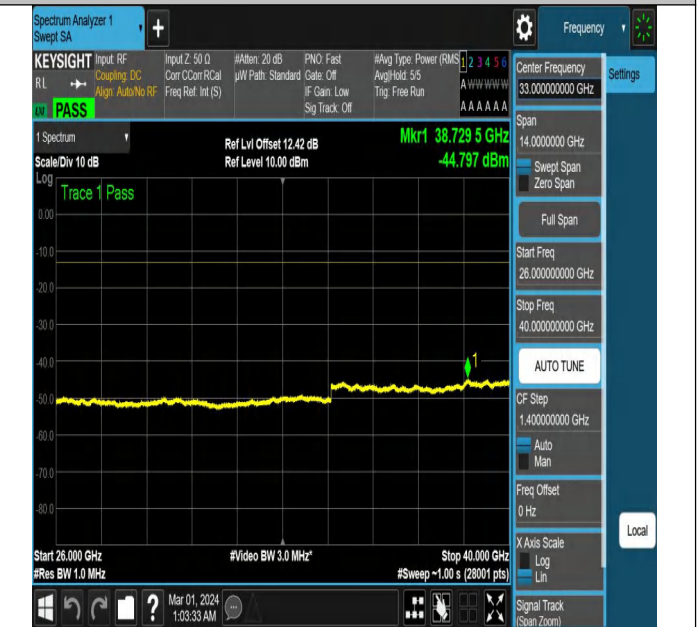 Spectrum Analyzer 1
Swept SA
+
Frequency
KEYSIGHT
RL
PASS
Input: RF
Coupling: DC
Align: Auto/No RF
Input Z: 50 Ω
Corr CCorr RCal
Freq Ref: Int (S)
#Atten: 20 dB
µW Path: Standard
PNO: Fast
Gate: Off
IF Gain: Low
Sig Track: Off
#Avg Type: Power (RMS
Avg|Hold: 5/5
Trig: Free Run
1 2 3 4 5 6
A W W W W W
A A A A A A
1 Spectrum
Scale/Div 10 dB
Log
Ref Lvl Offset 12.42 dB
Ref Level 10.00 dBm
Mkr1 38.729 5 GHz
-44.797 dBm
Trace 1 Pass
0.00
-10.0
-20.0
-30.0
-40.0
-50.0
-60.0
-70.0
-80.0
1
Start 26.000 GHz
#Res BW 1.0 MHz
#Video BW 3.0 MHz*
Stop 40.000 GHz
#Sweep ~1.00 s (28001 pts)
?
Mar 01, 2024
1:03:33 AM
Center Frequency
33.000000000 GHz
Span
14.0000000 GHz
Swept Span
Zero Span
Full Span
Start Freq
26.000000000 GHz
Stop Freq
40.000000000 GHz
AUTO TUNE
CF Step
1.400000000 GHz
Auto
Man
Freq Offset
0 Hz
X Axis Scale
Log
Lin
Signal Track
(Span Zoom)
Settings
Local